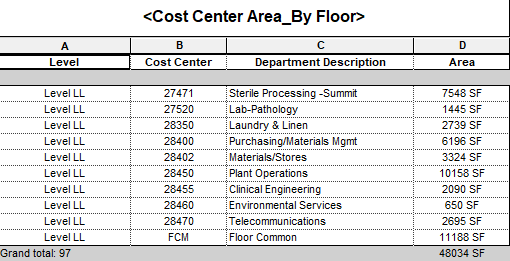 <Cost Center Area_By Floor>
A B C D
Level Cost Center Department Description Area
Level LL 27471 Sterile Processing -Summit 7548 SF
Level LL 27520 Lab-Pathology 1445 SF
Level LL 28350 Laundry & Linen 2739 SF
Level LL 28400 Purchasing/Materials Mgmt 6196 SF
Level LL 28402 Materials/Stores 3324 SF
Level LL 28450 Plant Operations 10158 SF
Level LL 28455 Clinical Engineering 2090 SF
Level LL 28460 Environmental Services 650 SF
Level LL 28470 Telecommunications 2695 SF
Level LL FCM Floor Common 11188 SF
Grand total: 97 48034 SF